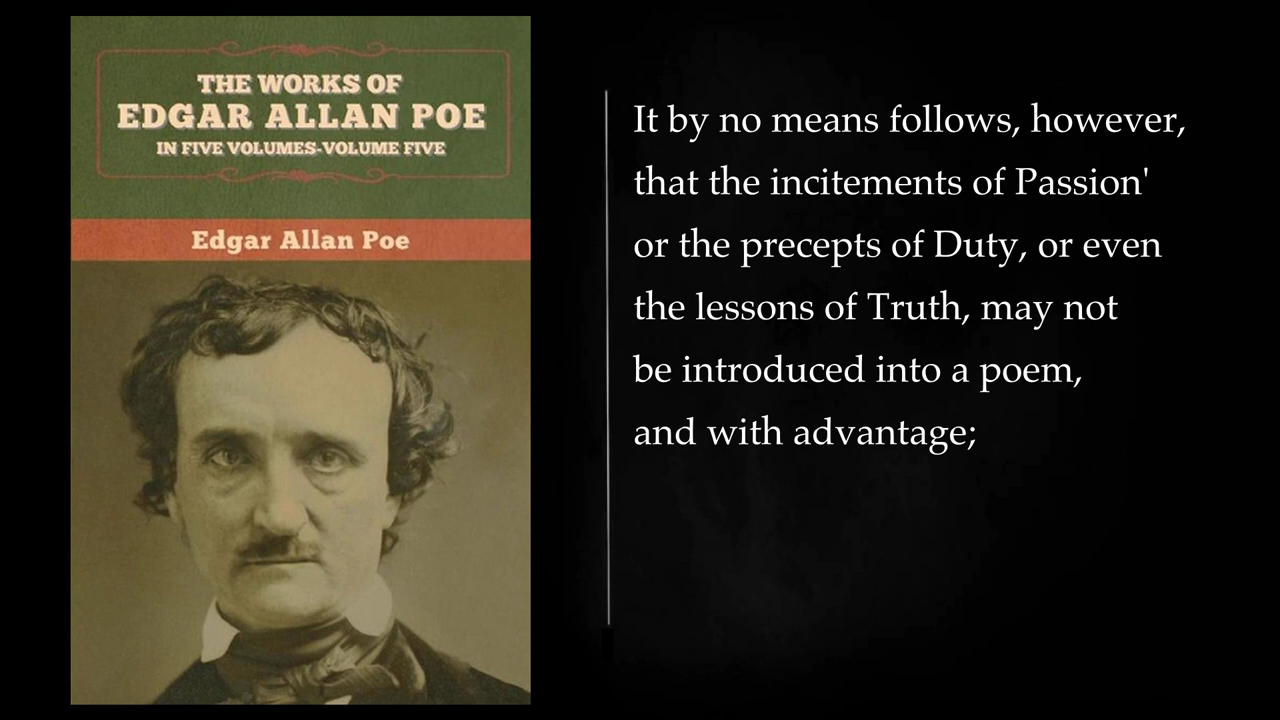 THE WORKS OF
EDGAR ALLAN POE
IN FIVE VOLUMES-VOLUME FIVE
Edgar Allan Poe
It by no means follows, however,
that the incitements of Passion'
or the precepts of Duty, or even
the lessons of Truth, may not
be introduced into a poem,
and with advantage;